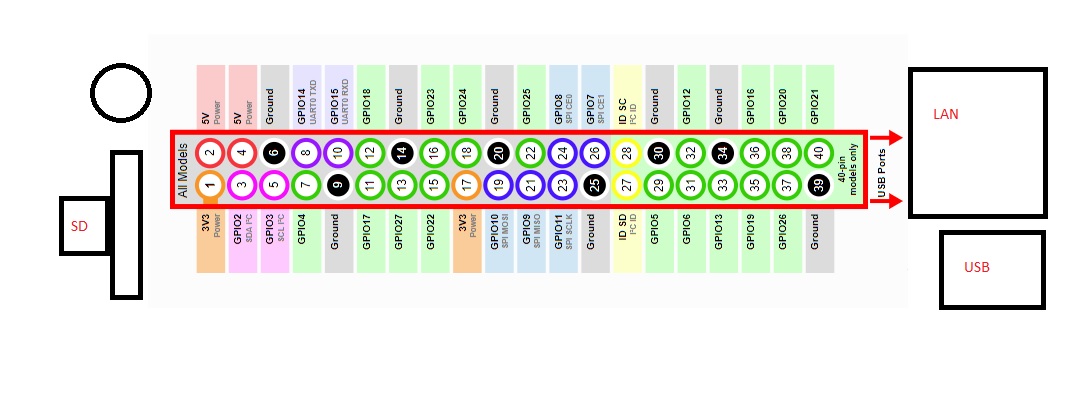 5V
Power
5V
Power
Ground
GPIO14
UART0 TXD
GPIO15
UART0 RXD
GPIO18
Ground
GPIO23
GPIO24
Ground
GPIO25
GPIO8
SPI CE0
GPIO7
SPI CE1
ID SC
I²C ID
Ground
GPIO12
Ground
GPIO16
GPIO20
GPIO21
LAN
All Models
2 4 6 8 10 12 14 16 18 20 22 24 26 28 30 32 34 36 38 40
1 3 5 7 9 11 13 15 17 19 21 23 25 27 29 31 33 35 37 39
40-pin
models only
USB Ports
SD
3V3
Power
GPIO2
SDA I²C
GPIO3
SCL I²C
GPIO4
Ground
GPIO17
GPIO27
GPIO22
3V3
Power
GPIO10
SPI MOSI
GPIO9
SPI MISO
GPIO11
SPI SCLK
Ground
ID SD
I²C ID
GPIO5
GPIO6
GPIO13
GPIO19
GPIO26
Ground
USB